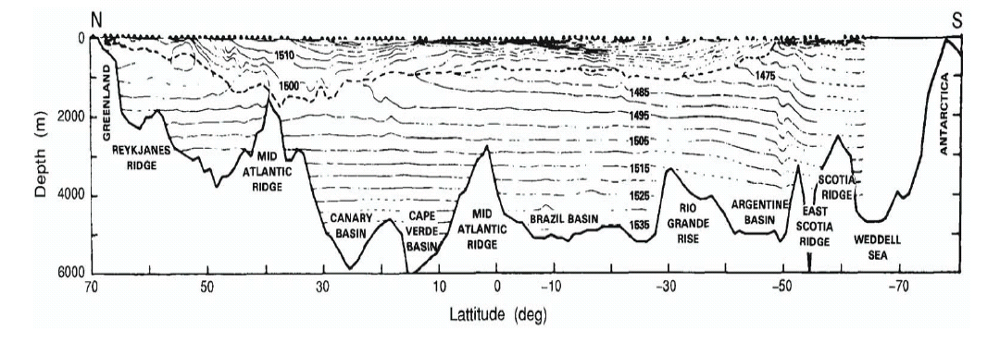 N
S
0
2000
4000
6000
Depth (m)
GREENLAND
REYKJANES
RIDGE
MID
ATLANTIC
RIDGE
CANARY
BASIN
CAPE
VERDE
BASIN
MID
ATLANTIC
RIDGE
BRAZIL BASIN
RIO
GRANDE
RISE
ARGENTINE
BASIN
EAST
SCOTIA
RIDGE
SCOTIA
RIDGE
WEDDELL
SEA
ANTARCTICA
1510
1500
1475
1485
1495
1505
1515
1525
1535
70
50
30
10
0
-10
-30
-50
-70
Lattitude (deg)